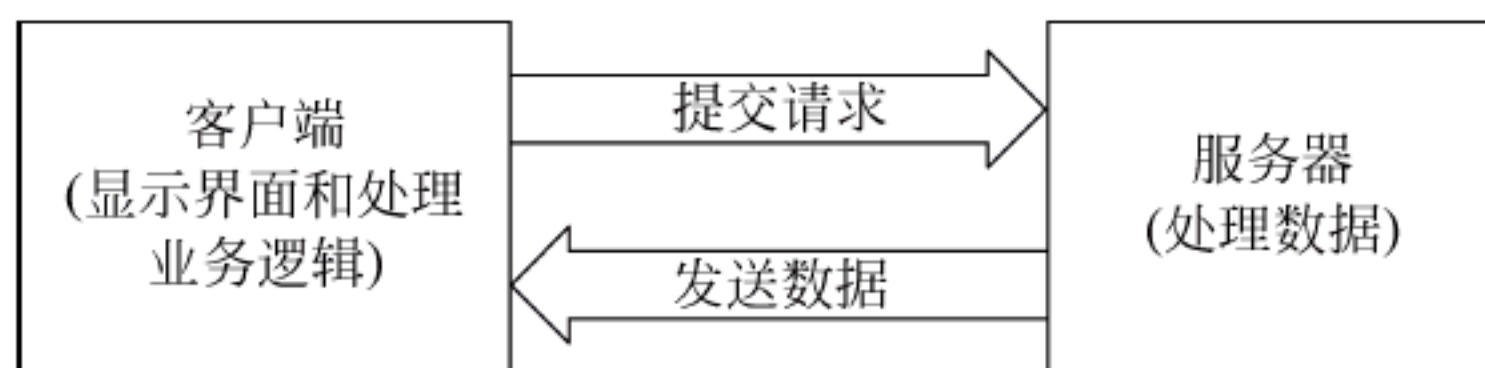 客户端
(显示界面和处理
业务逻辑)
提交请求
发送数据
服务器
(处理数据)